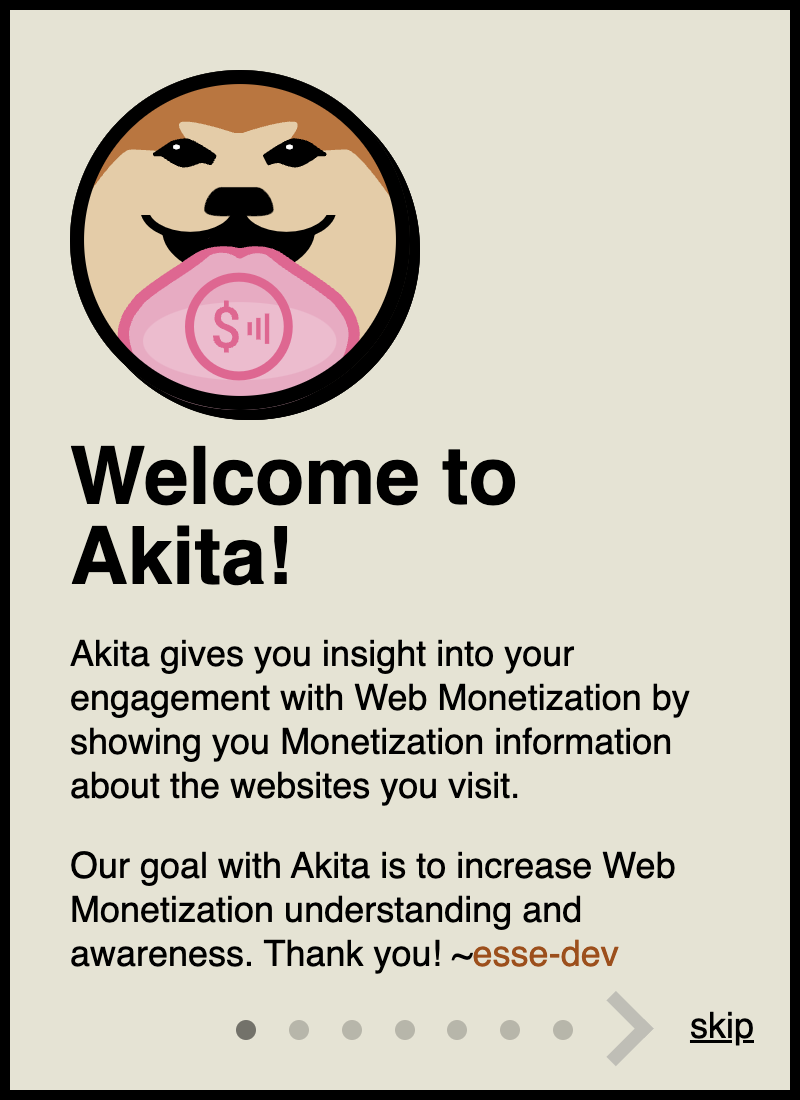 $
Welcome to
Akita!
Akita gives you insight into your
engagement with Web Monetization by
showing you Monetization information
about the websites you visit.
Our goal with Akita is to increase Web
Monetization understanding and
awareness. Thank you! ~esse-dev
skip